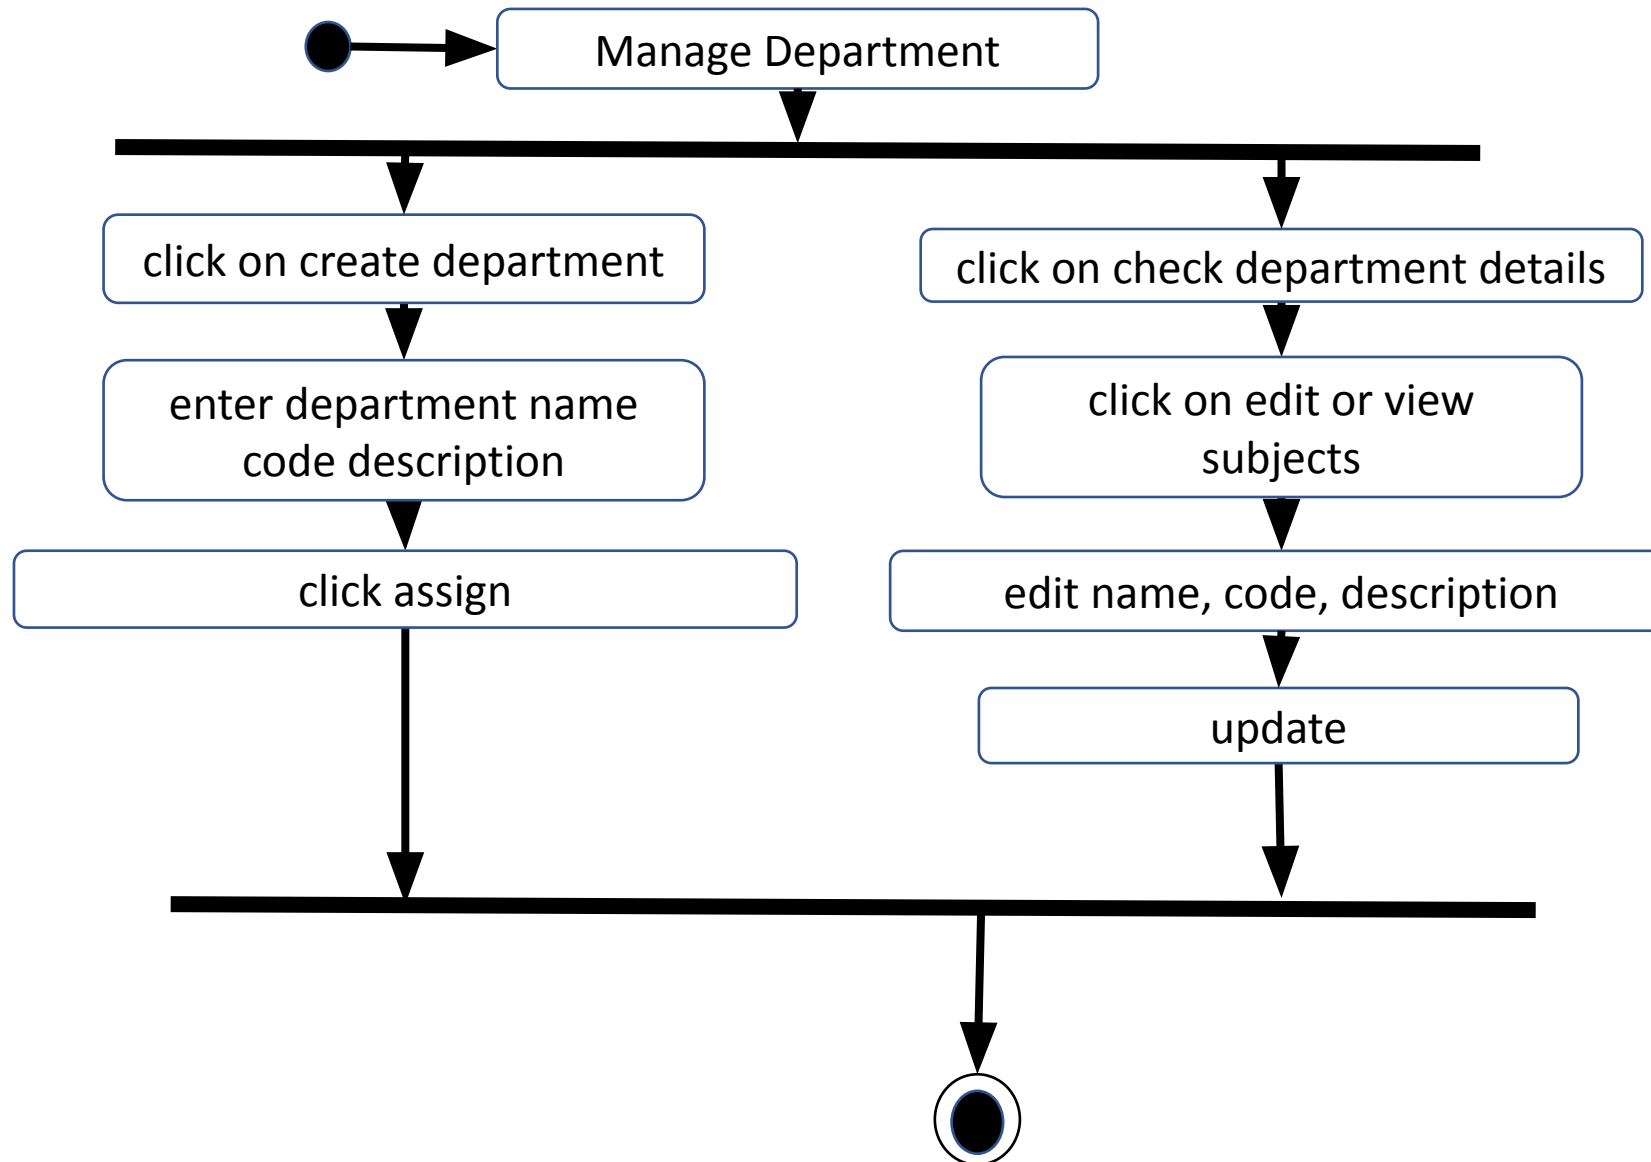 Manage Department
click on create department
click on check department details
enter department name
code description
click on edit or view
subjects
click assign
edit name, code, description
update